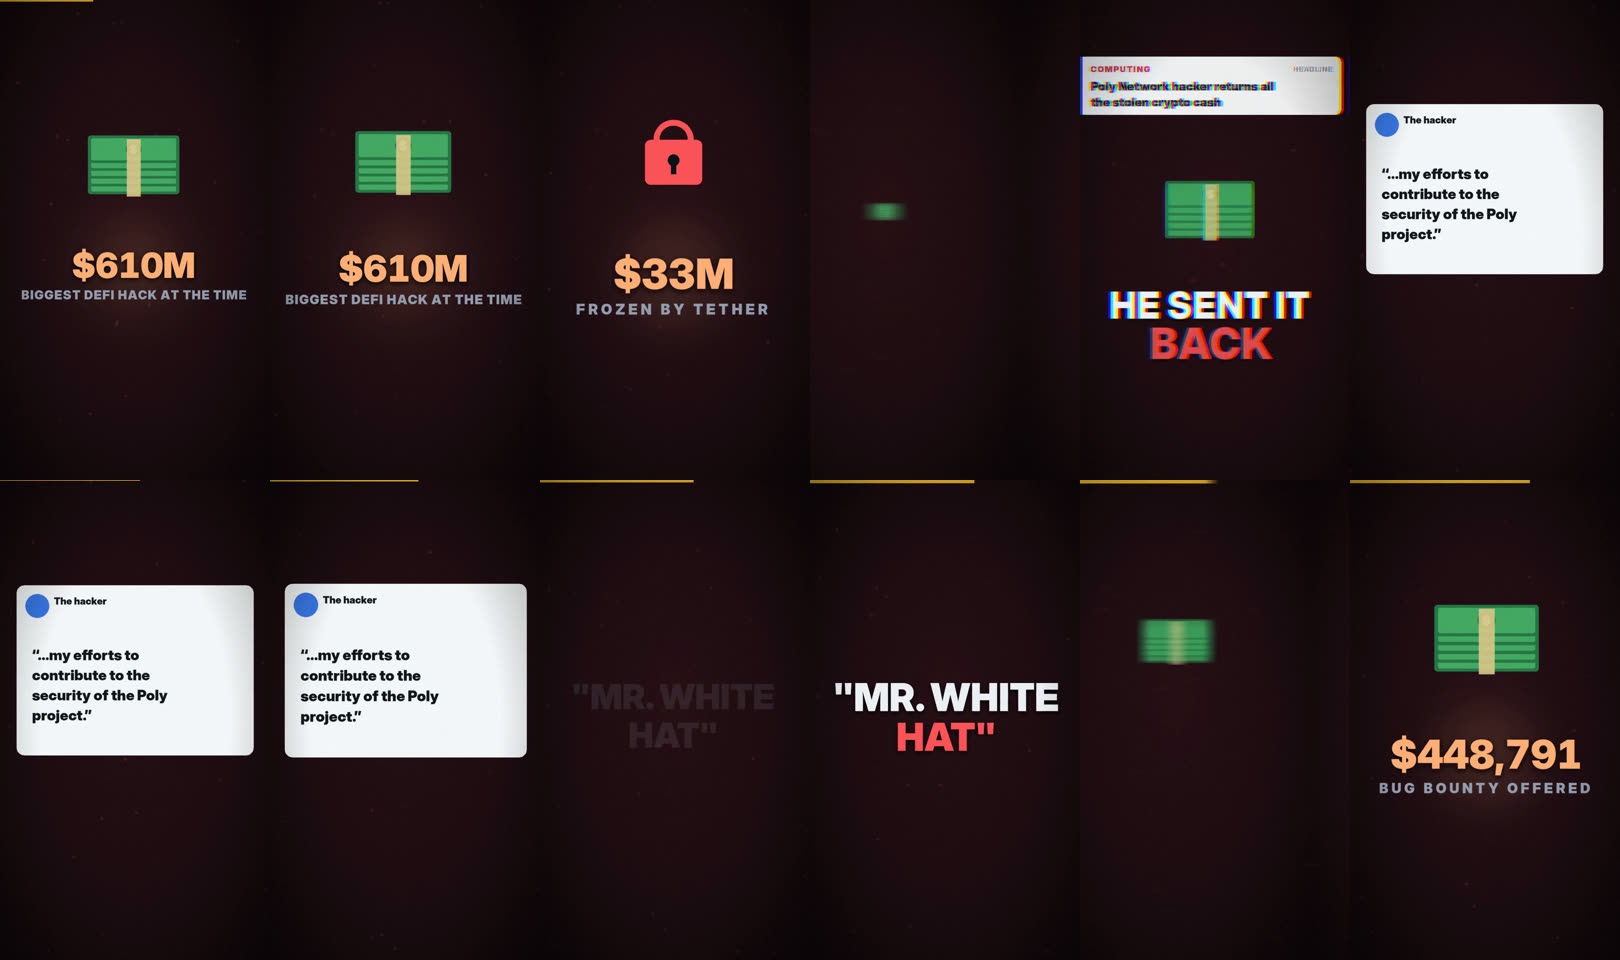 $610M
BIGGEST DEFI HACK AT THE TIME
$610M
BIGGEST DEFI HACK AT THE TIME
$33M
FROZEN BY TETHER
COMPUTING
HEADLINE
Poly Network hacker returns all
the stolen crypto cash
HE SENT IT
BACK
The hacker
“...my efforts to
contribute to the
security of the Poly
project.”
The hacker
“...my efforts to
contribute to the
security of the Poly
project.”
The hacker
“...my efforts to
contribute to the
security of the Poly
project.”
"MR. WHITE
HAT"
"MR. WHITE
HAT"
$448,791
BUG BOUNTY OFFERED